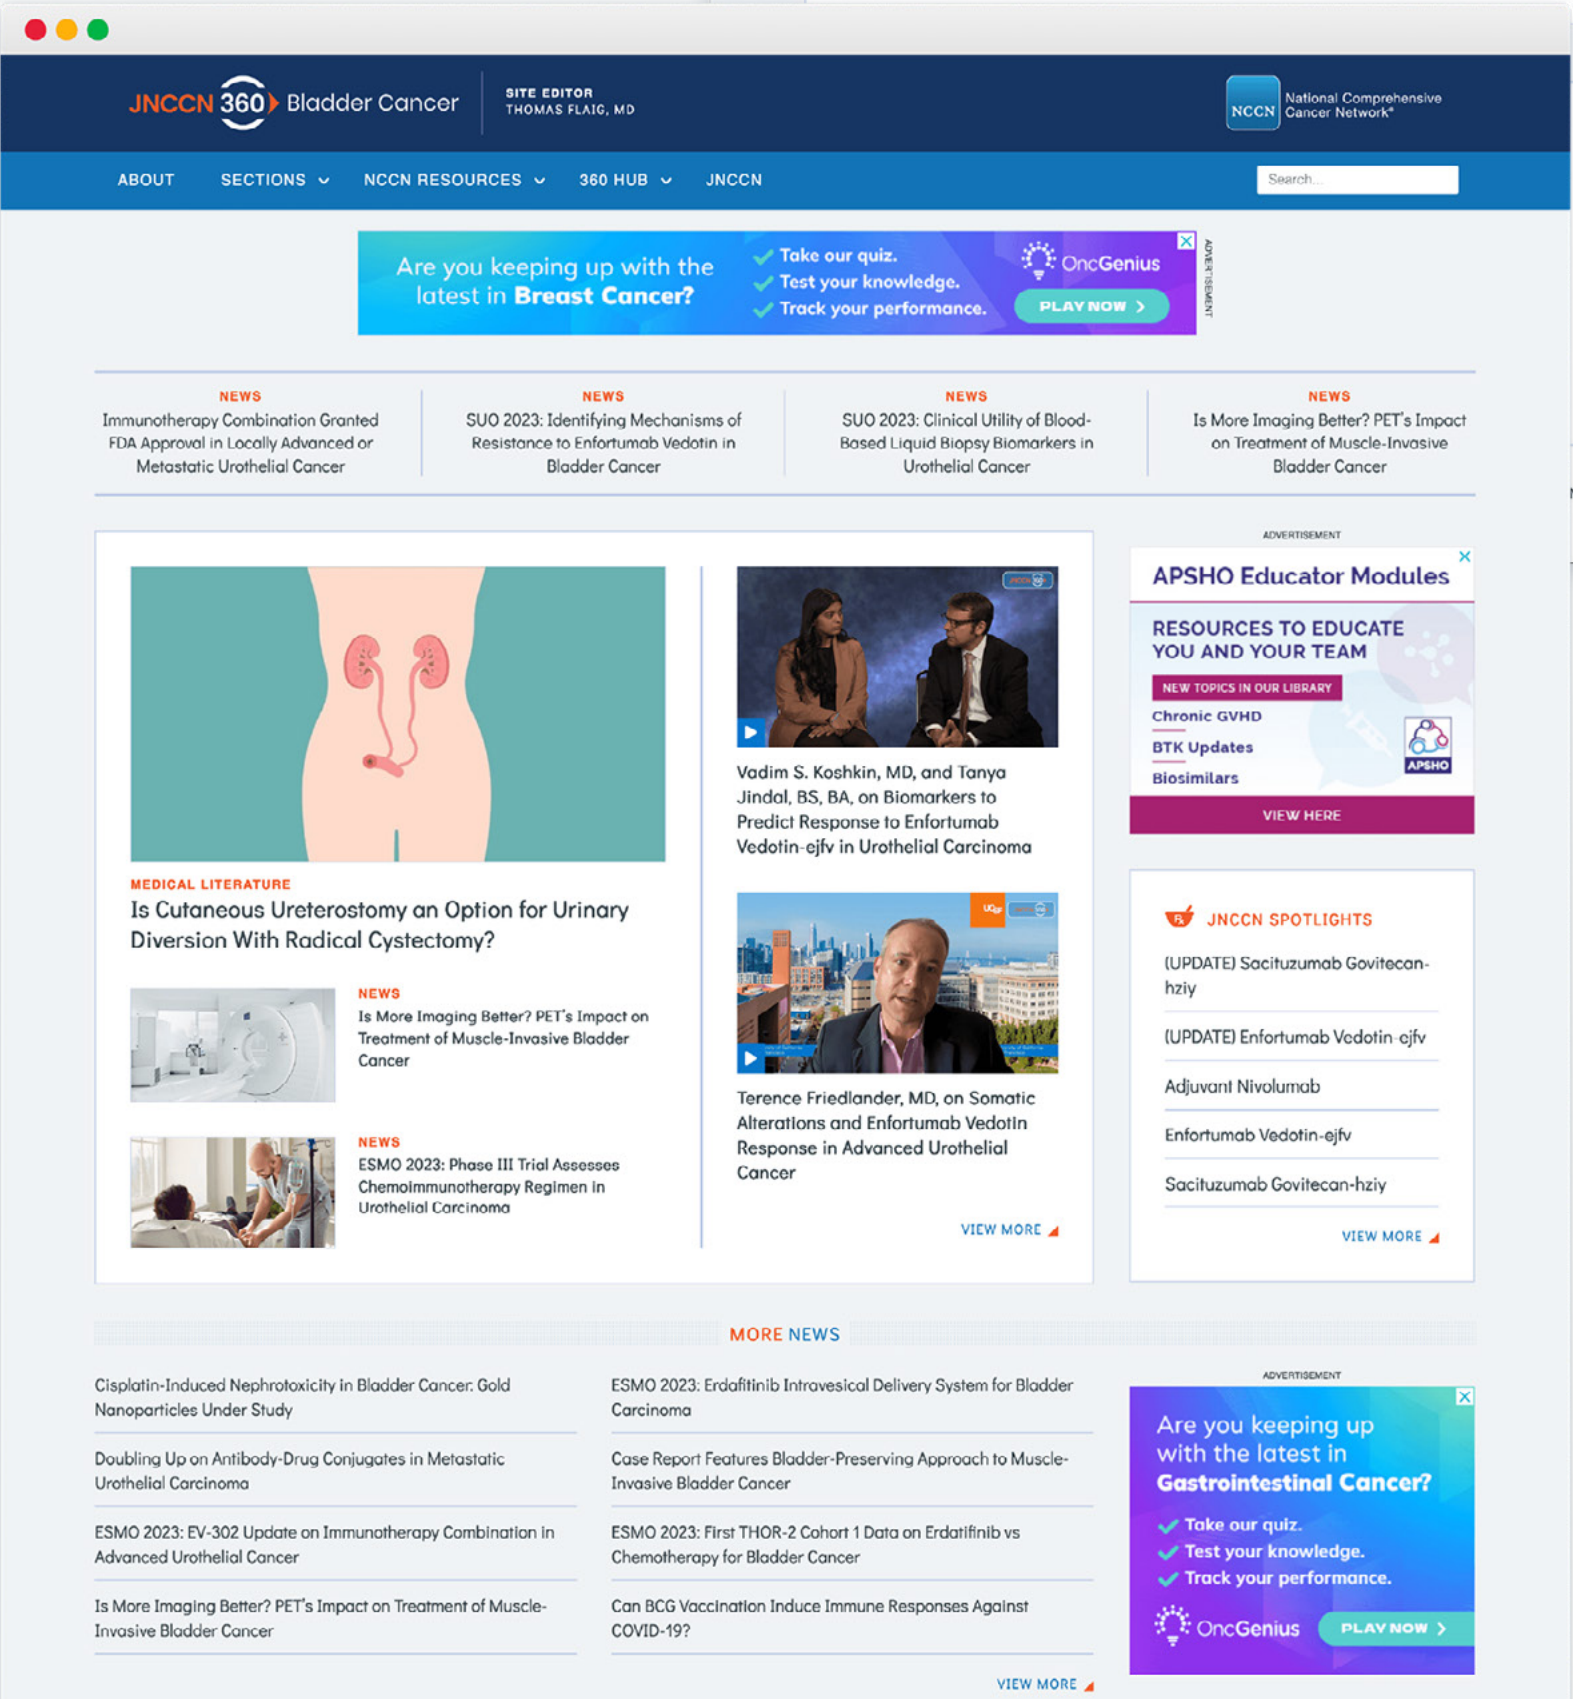 JNCCN 360 Bladder Cancer
SITE EDITOR
THOMAS FLAIG, MD
NCCN
National Comprehensive
Cancer Network®
ABOUT
SECTIONS
NCCN RESOURCES
360 HUB
JNCCN
Search...
Are you keeping up with the
latest in Breast Cancer?
Take our quiz.
Test your knowledge.
Track your performance.
OncGenius
PLAY NOW
ADVERTISEMENT
NEWS
Immunotherapy Combination Granted
FDA Approval in Locally Advanced or
Metastatic Urothelial Cancer
NEWS
SUO 2023: Identifying Mechanisms of
Resistance to Enfortumab Vedotin in
Bladder Cancer
NEWS
SUO 2023: Clinical Utility of Blood-
Based Liquid Biopsy Biomarkers in
Urothelial Cancer
NEWS
Is More Imaging Better? PET's Impact
on Treatment of Muscle-Invasive
Bladder Cancer
MEDICAL LITERATURE
Is Cutaneous Ureterostomy an Option for Urinary
Diversion With Radical Cystectomy?
NEWS
Is More Imaging Better? PET's Impact on
Treatment of Muscle-Invasive Bladder
Cancer
NEWS
ESMO 2023: Phase III Trial Assesses
Chemoimmunotherapy Regimen in
Urothelial Carcinoma
Vadim S. Koshkin, MD, and Tanya
Jindal, BS, BA, on Biomarkers to
Predict Response to Enfortumab
Vedotin-ejfv in Urothelial Carcinoma
UCSF
Terence Friedlander, MD, on Somatic
Alterations and Enfortumab Vedotin
Response in Advanced Urothelial
Cancer
VIEW MORE
ADVERTISEMENT
APSHO Educator Modules
RESOURCES TO EDUCATE
YOU AND YOUR TEAM
NEW TOPICS IN OUR LIBRARY
Chronic GVHD
BTK Updates
Biosimilars
APSHO
VIEW HERE
JNCCN SPOTLIGHTS
(UPDATE) Sacituzumab Govitecan-
hziy
(UPDATE) Enfortumab Vedotin-ejfv
Adjuvant Nivolumab
Enfortumab Vedotin-ejfv
Sacituzumab Govitecan-hziy
VIEW MORE
MORE NEWS
Cisplatin-Induced Nephrotoxicity in Bladder Cancer: Gold
Nanoparticles Under Study
Doubling Up on Antibody-Drug Conjugates in Metastatic
Urothelial Carcinoma
ESMO 2023: EV-302 Update on Immunotherapy Combination in
Advanced Urothelial Cancer
Is More Imaging Better? PET's Impact on Treatment of Muscle-
Invasive Bladder Cancer
ESMO 2023: Erdafitinib Intravesical Delivery System for Bladder
Carcinoma
Case Report Features Bladder-Preserving Approach to Muscle-
Invasive Bladder Cancer
ESMO 2023: First THOR-2 Cohort 1 Data on Erdatifinib vs
Chemotherapy for Bladder Cancer
Can BCG Vaccination Induce Immune Responses Against
COVID-19?
VIEW MORE
ADVERTISEMENT
Are you keeping up
with the latest in
Gastrointestinal Cancer?
Take our quiz.
Test your knowledge.
Track your performance.
OncGenius
PLAY NOW